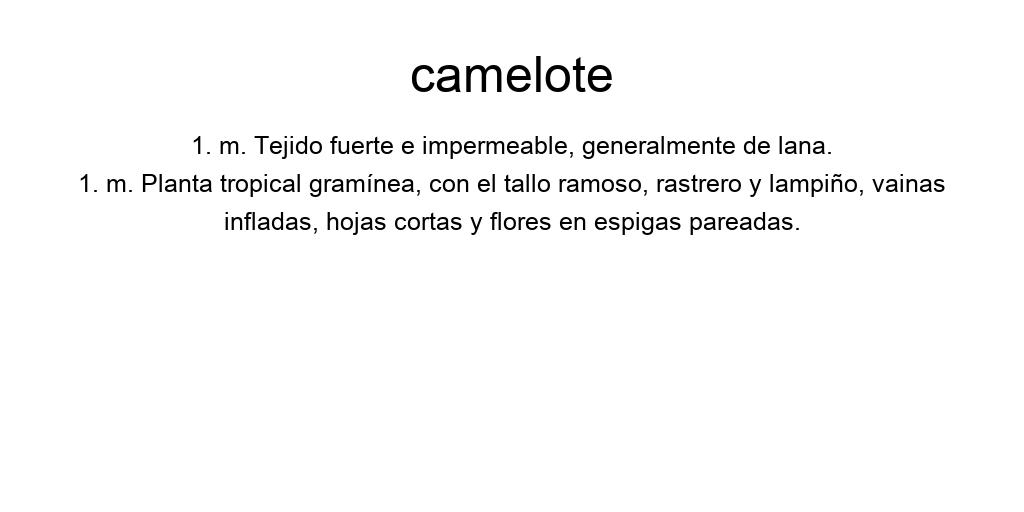 camelote
1. m. Tejido fuerte e impermeable, generalmente de lana.
1. m. Planta tropical gramínea, con el tallo ramoso, rastrero y lampiño, vainas
infladas, hojas cortas y flores en espigas pareadas.